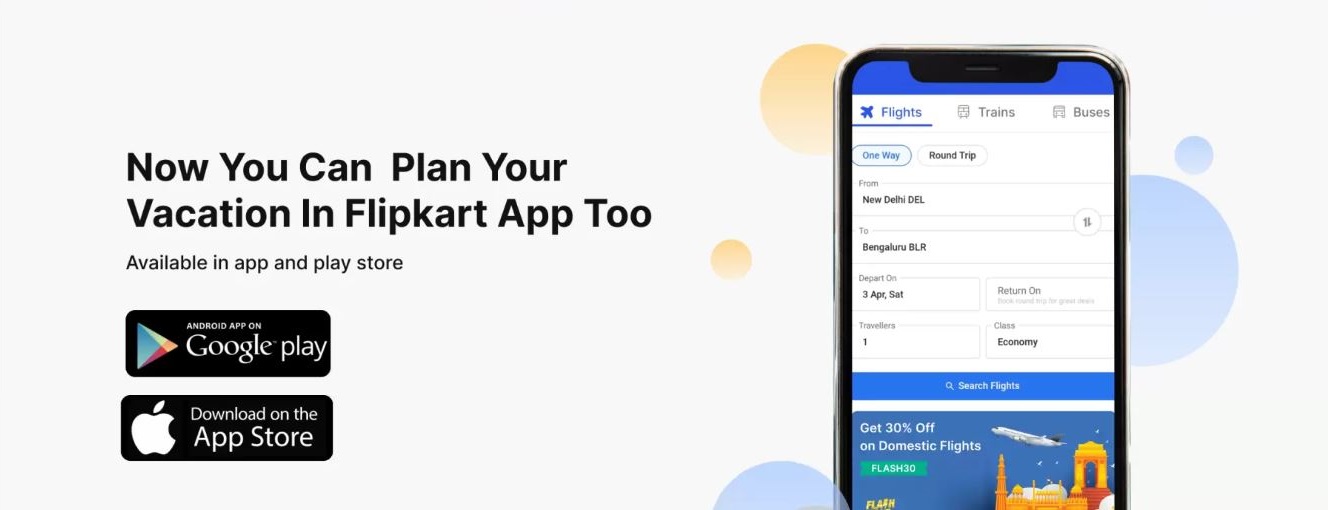 Now You Can Plan Your
Vacation In Flipkart App Too
Available in app and play store
ANDROID APP ON
Google play
Download on the
App Store
Flights Trains Buses
One Way Round Trip
From
New Delhi DEL
To
Bengaluru BLR
Depart On
3 Apr, Sat
Return On
Book round trip for great deals
Travellers
1
Class
Economy
Search Flights
Get 30% Off
on Domestic Flights
FLASH30
FLASH